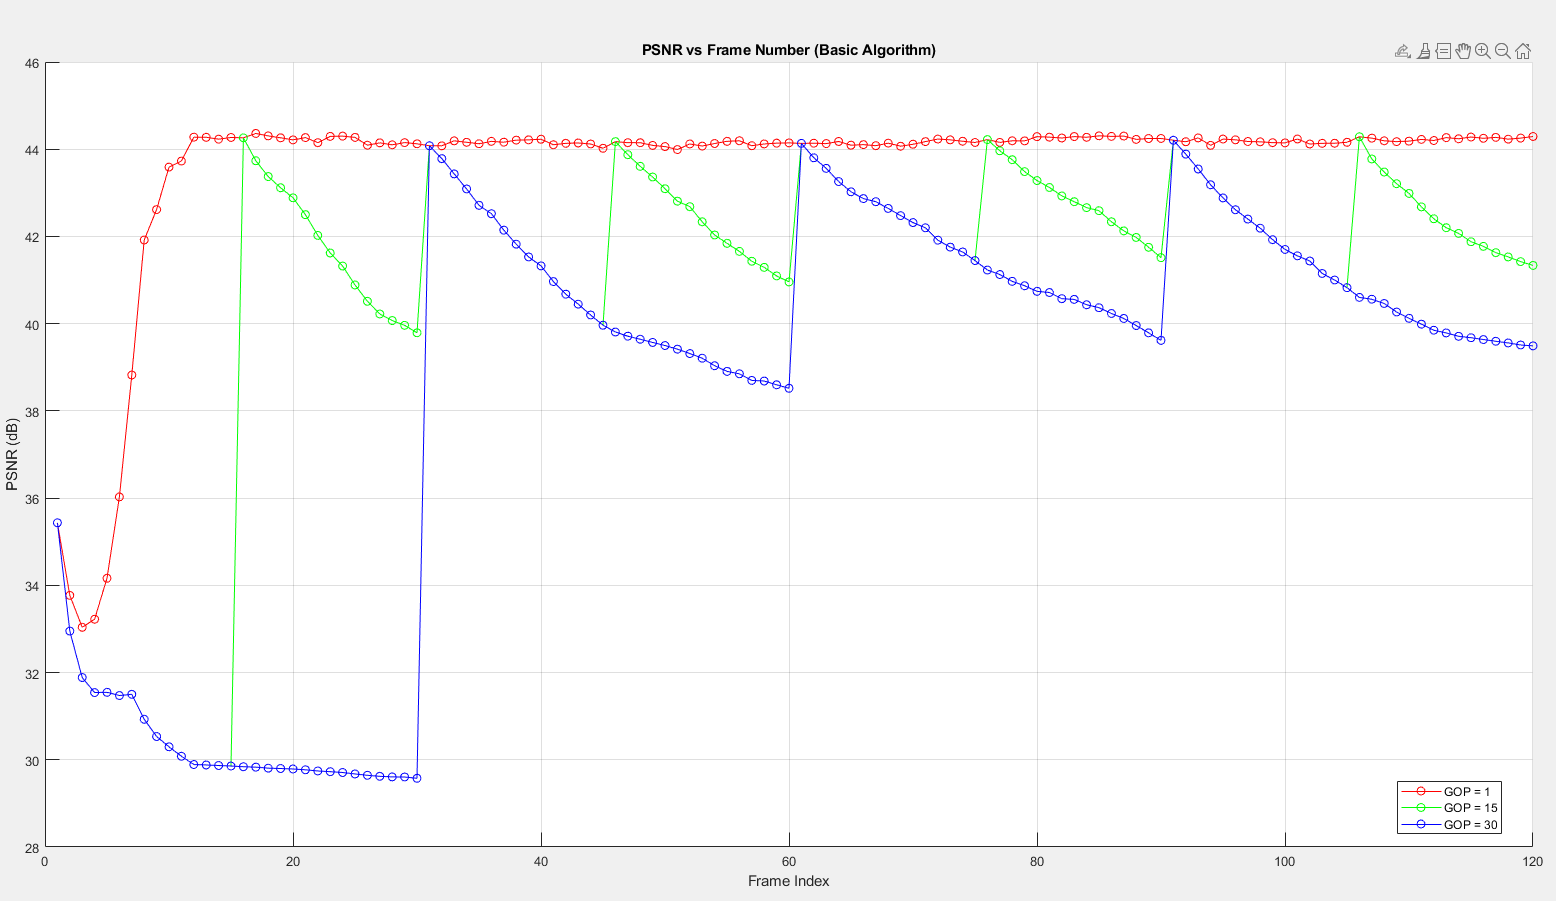 PSNR vs Frame Number (Basic Algorithm)
46
44
42
40
38
36
34
32
30
28
PSNR (dB)
0 20 40 60 80 100 120
Frame Index
GOP = 1
GOP = 15
GOP = 30